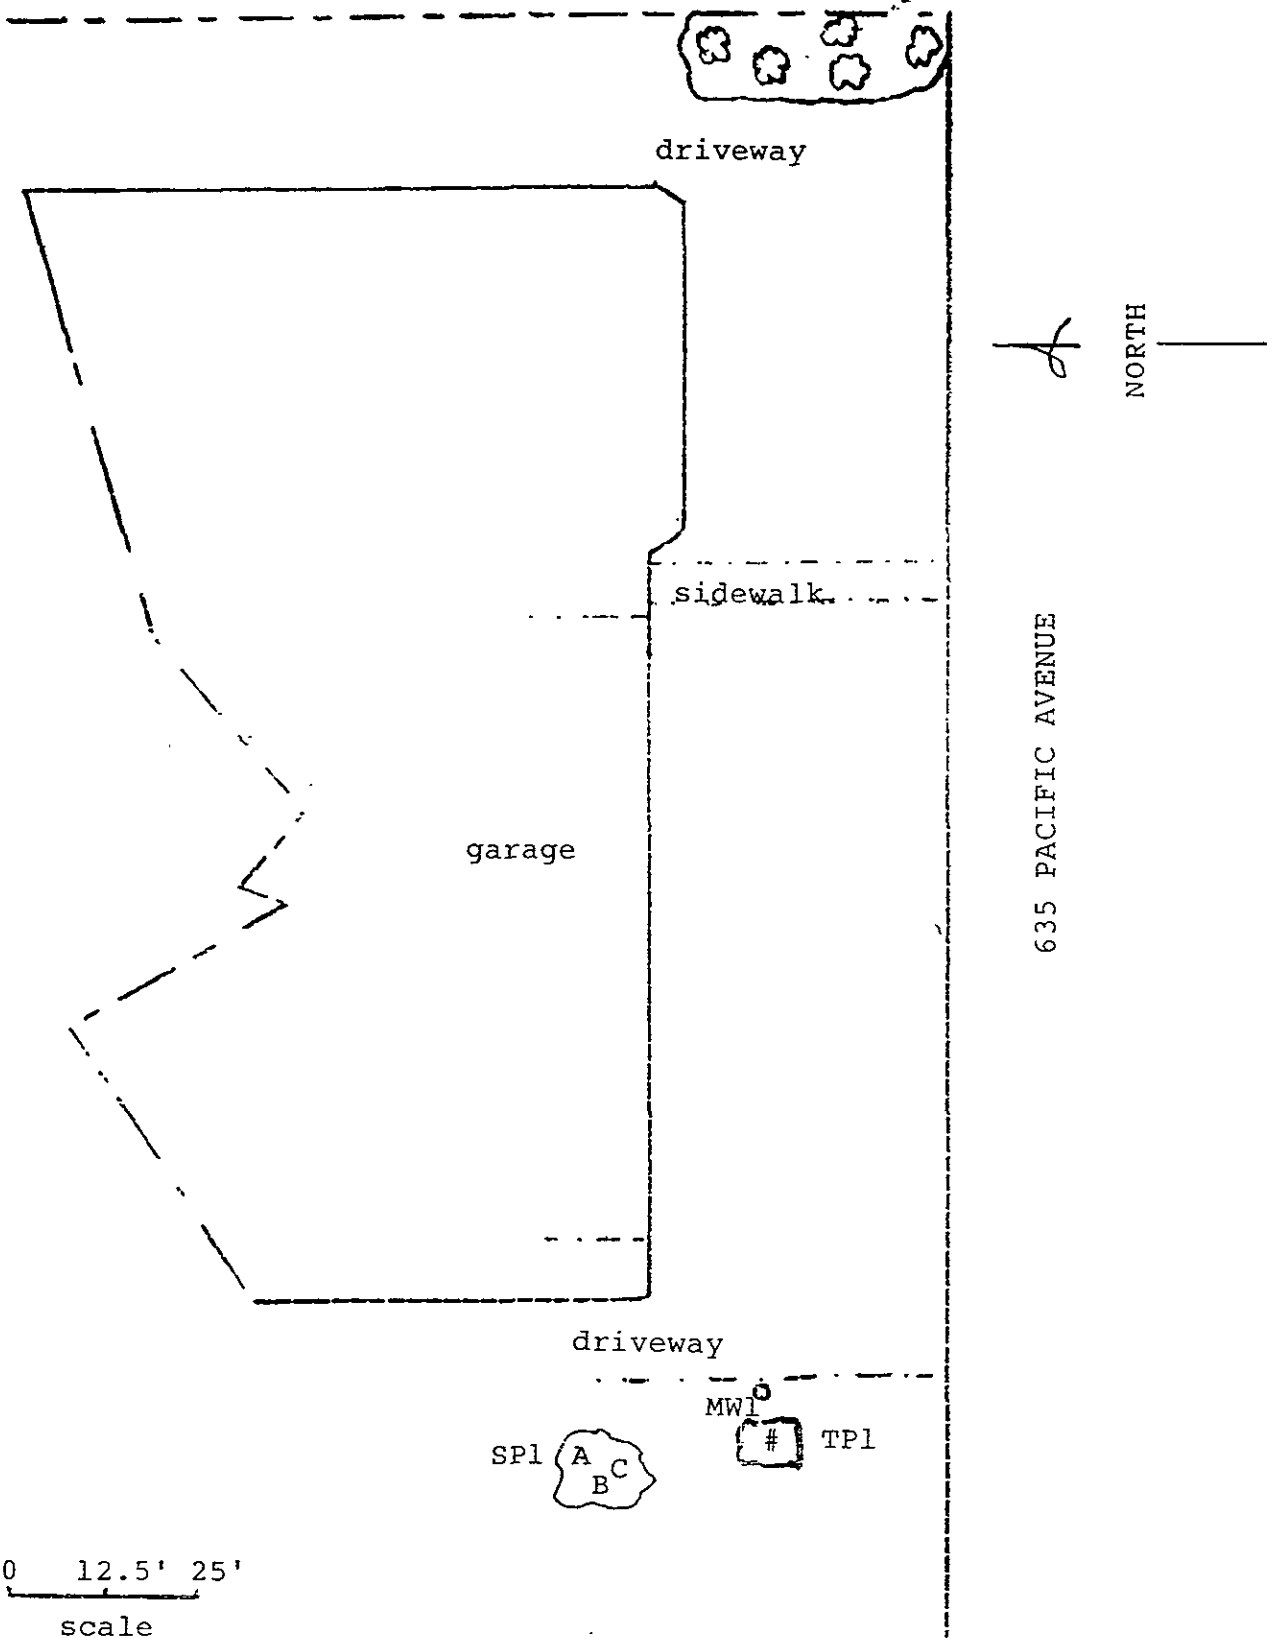 driveway
NORTH
sidewalk
635 PACIFIC AVENUE
garage
driveway
MW1
SP1
A
B
C
#
TP1
0 12.5' 25'
scale